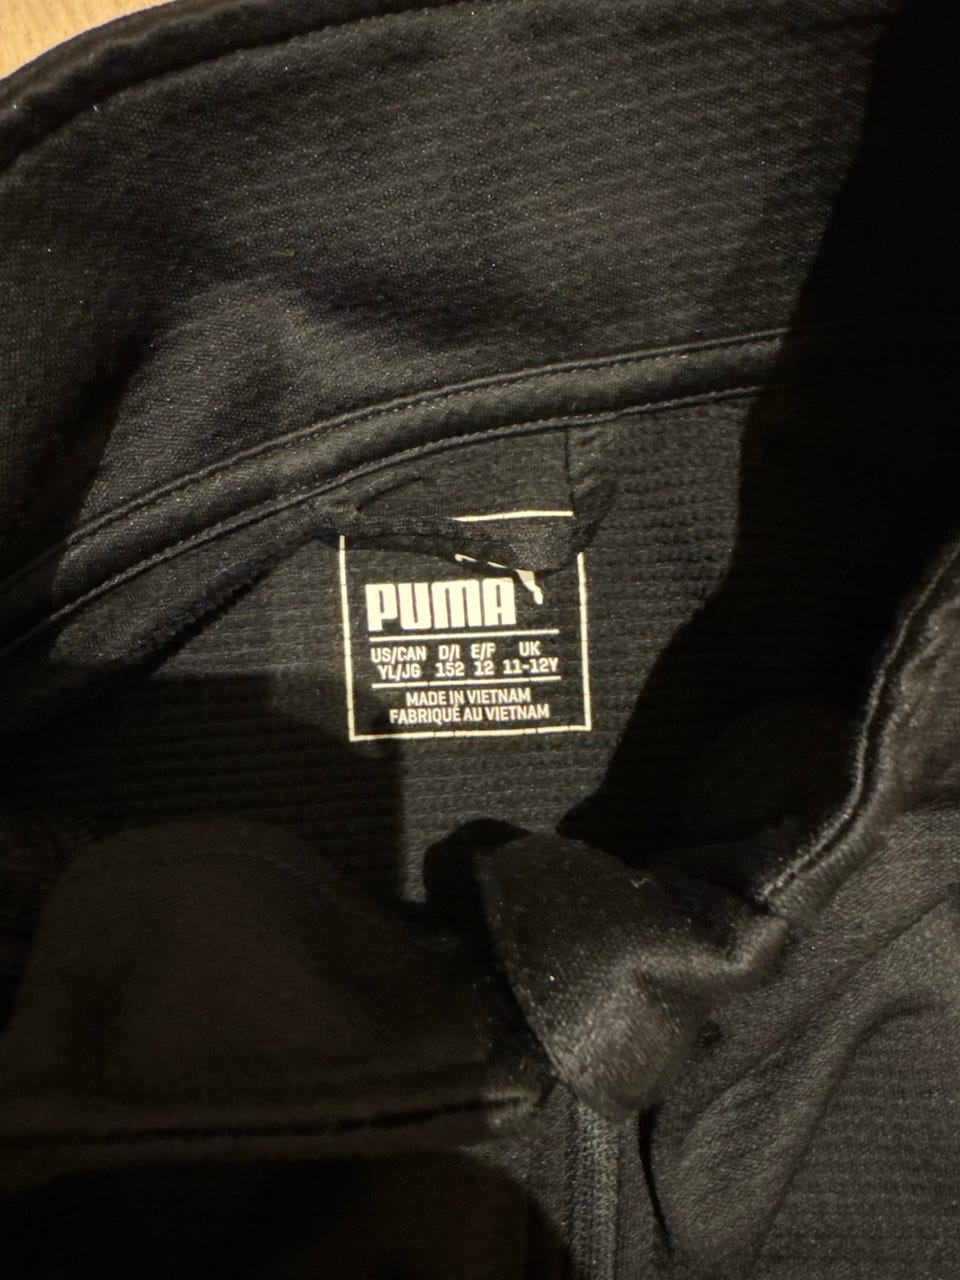 PUMA
US/CAN D/I E/F UK
YL/JG 152 12 11-12Y
MADE IN VIETNAM
FABRIQUÉ AU VIETNAM